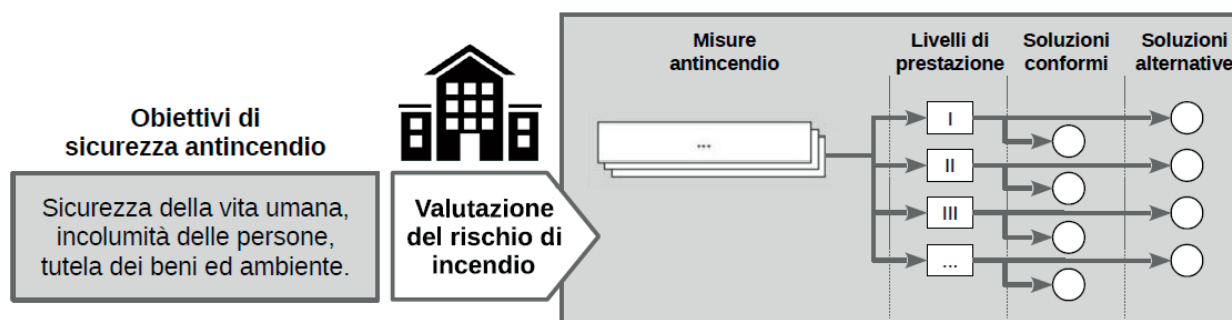 Obiettivi di
sicurezza antincendio
Sicurezza della vita umana,
incolumità delle persone,
tutela dei beni ed ambiente.
Valutazione
del rischio di
incendio
Misure
antincendio
...
Livelli di
prestazione
I
II
III
...
Soluzioni
conformi
Soluzioni
alternative